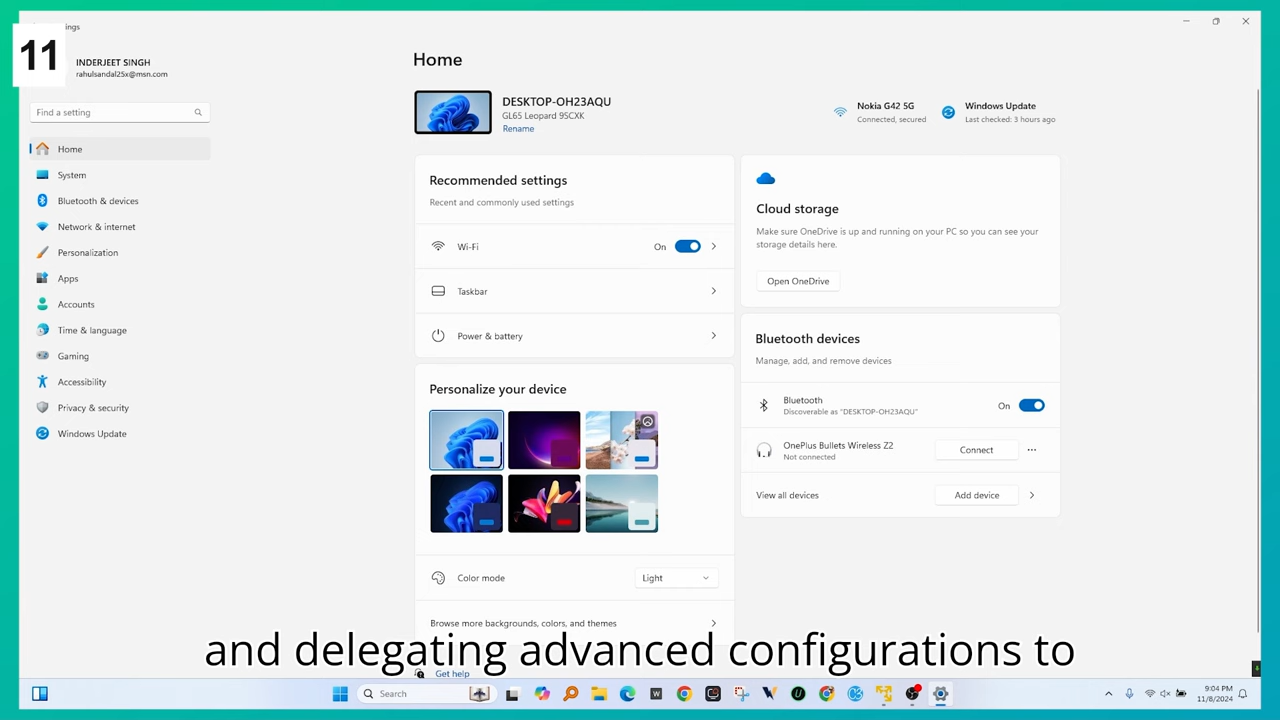 ings
11
INDERJEET SINGH
rahulsandal25x@msn.com
Find a setting
Home
System
Bluetooth & devices
Network & internet
Personalization
Apps
Accounts
Time & language
Gaming
Accessibility
Privacy & security
Windows Update
Home
DESKTOP-OH23AQU
GL65 Leopard 9SCXK
Rename
Nokia G42 5G
Connected, secured
Windows Update
Last checked: 3 hours ago
Recommended settings
Recent and commonly used settings
Wi-Fi
On
Taskbar
Power & battery
Personalize your device
Color mode
Light
Browse more backgrounds, colors, and themes
Cloud storage
Make sure OneDrive is up and running on your PC so you can see your
storage details here.
Open OneDrive
Bluetooth devices
Manage, add, and remove devices
Bluetooth
Discoverable as "DESKTOP-OH23AQU"
On
OnePlus Bullets Wireless Z2
Not connected
Connect
View all devices
Add device
and delegating advanced configurations to
Get help
Search
9:04 PM
11/8/2024